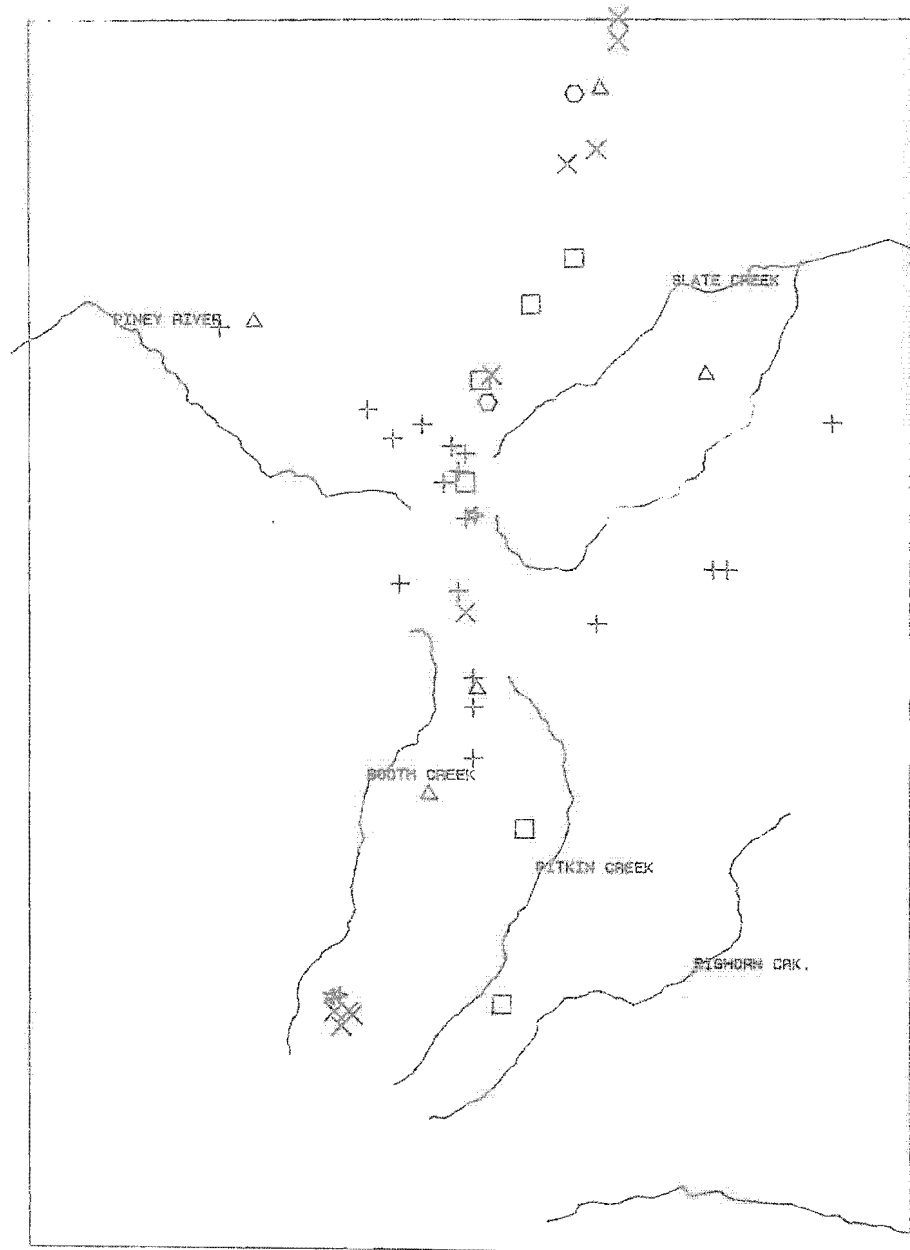 SLATE CREEK
PINEY RIVER
BOOTH CREEK
PITKIN CREEK
BIGHORN CRK.